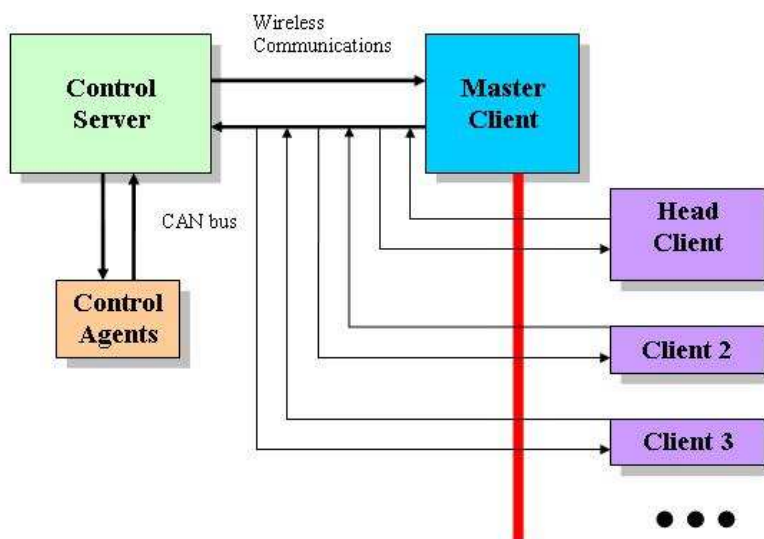 Wireless
Communications
Control
Server
Master
Client
CAN bus
Head
Client
Control
Agents
Client 2
Client 3